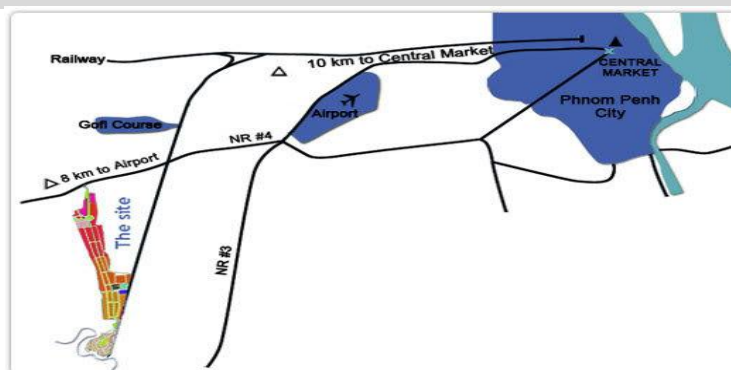 Railway
10 km to Central Market
CENTRAL
MARKET
Phnom Penh
City
Airport
Gofl Course
NR #4
8 km to Airport
The site
NR #3